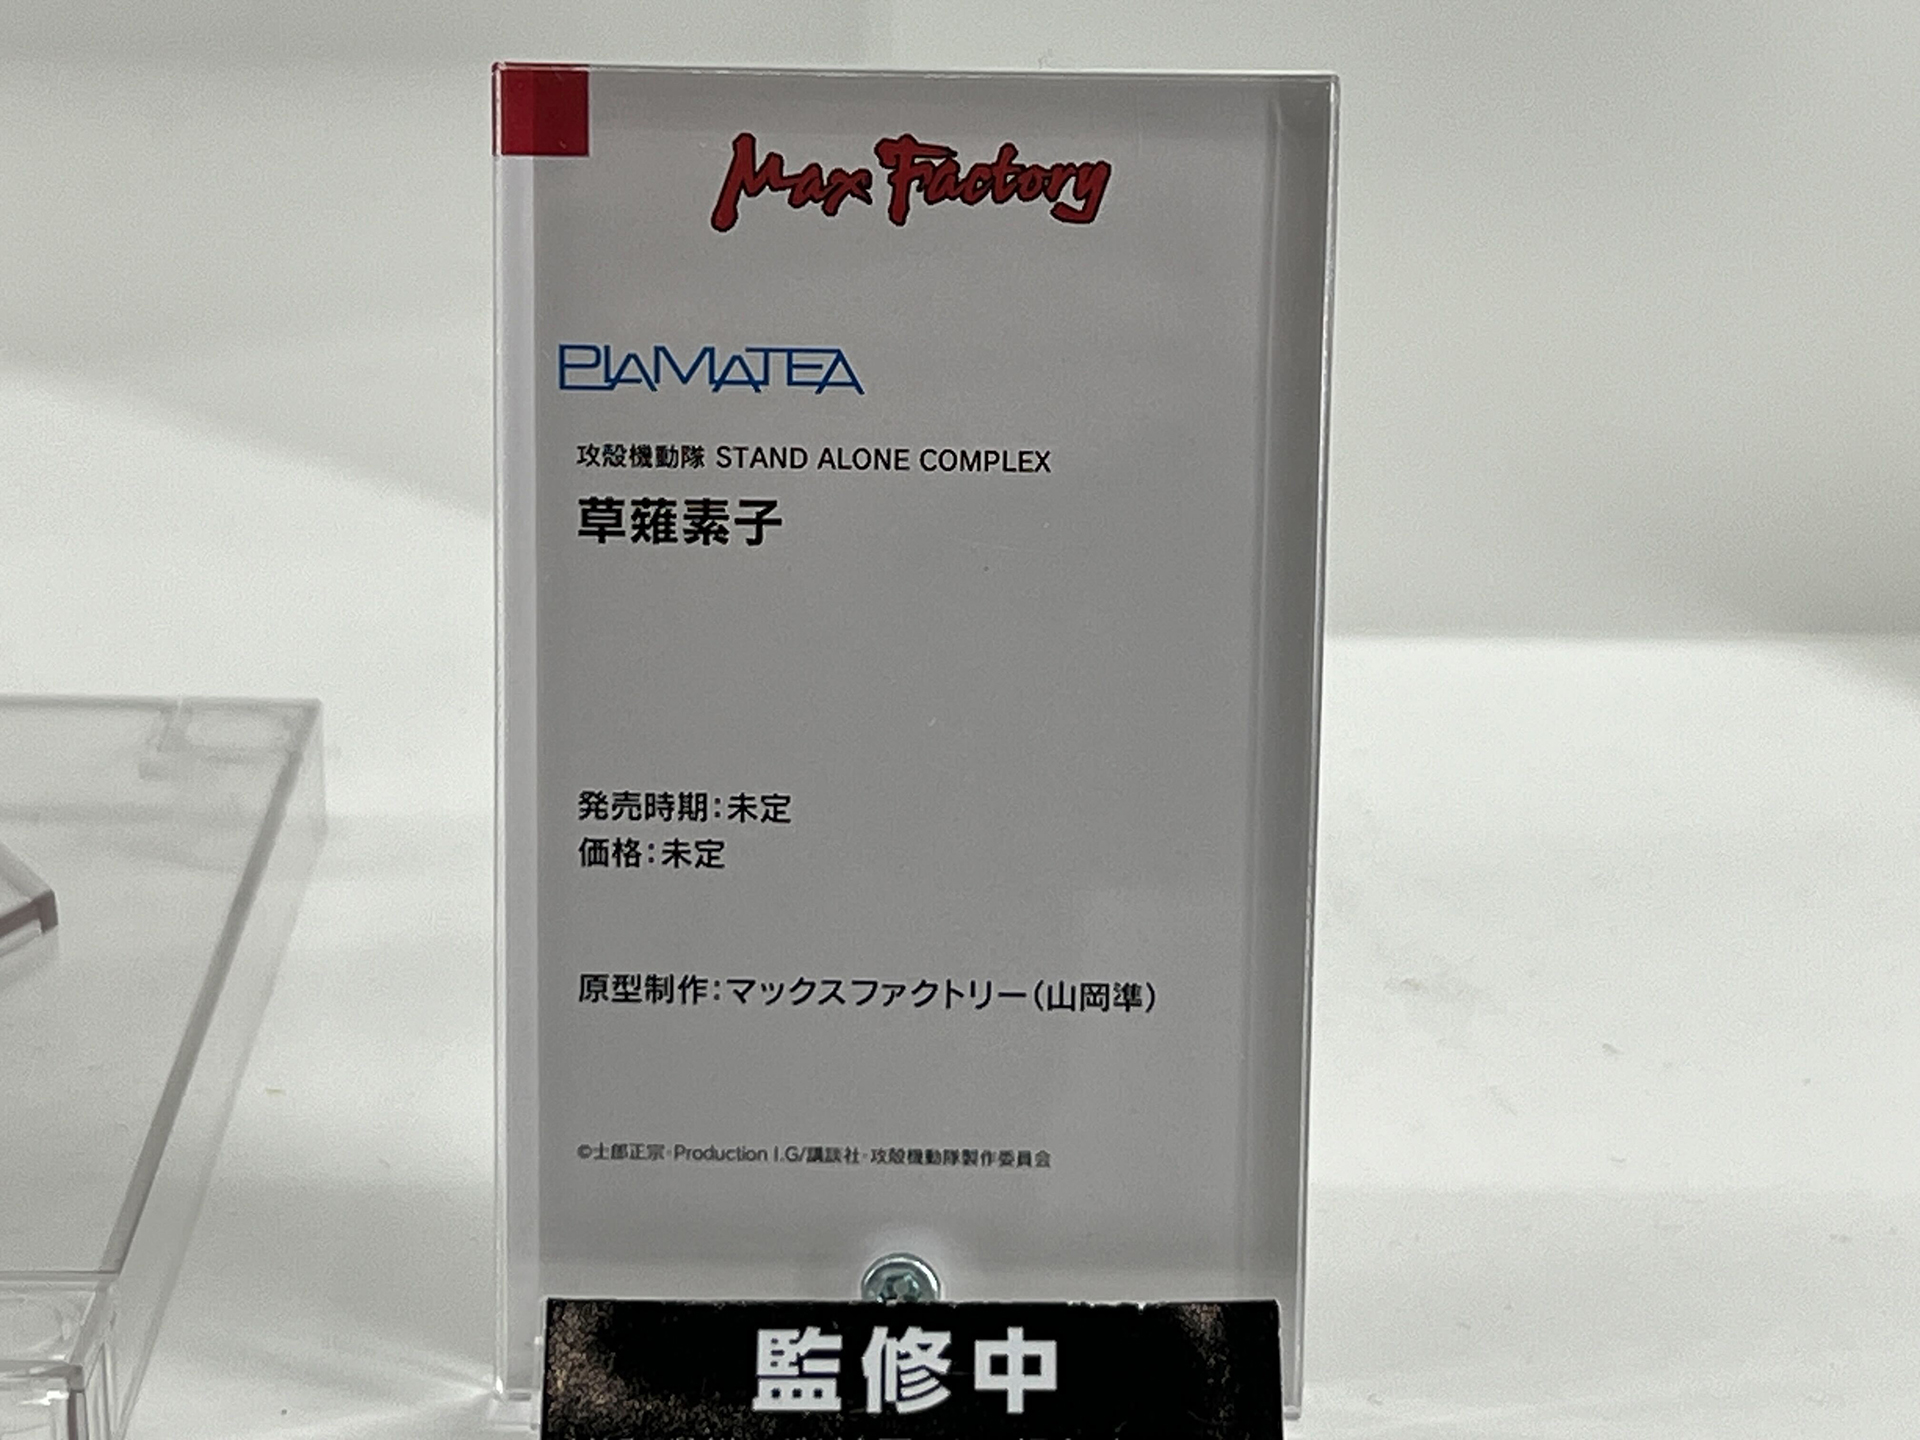 Max Factory
PLAMATEA
攻殻機動隊 STAND ALONE COMPLEX
草薙素子
発売時期：未定
価格：未定
原型制作：マックスファクトリー（山岡準）
©士郎正宗・Production I.G/講談社・攻殻機動隊製作委員会
監修中